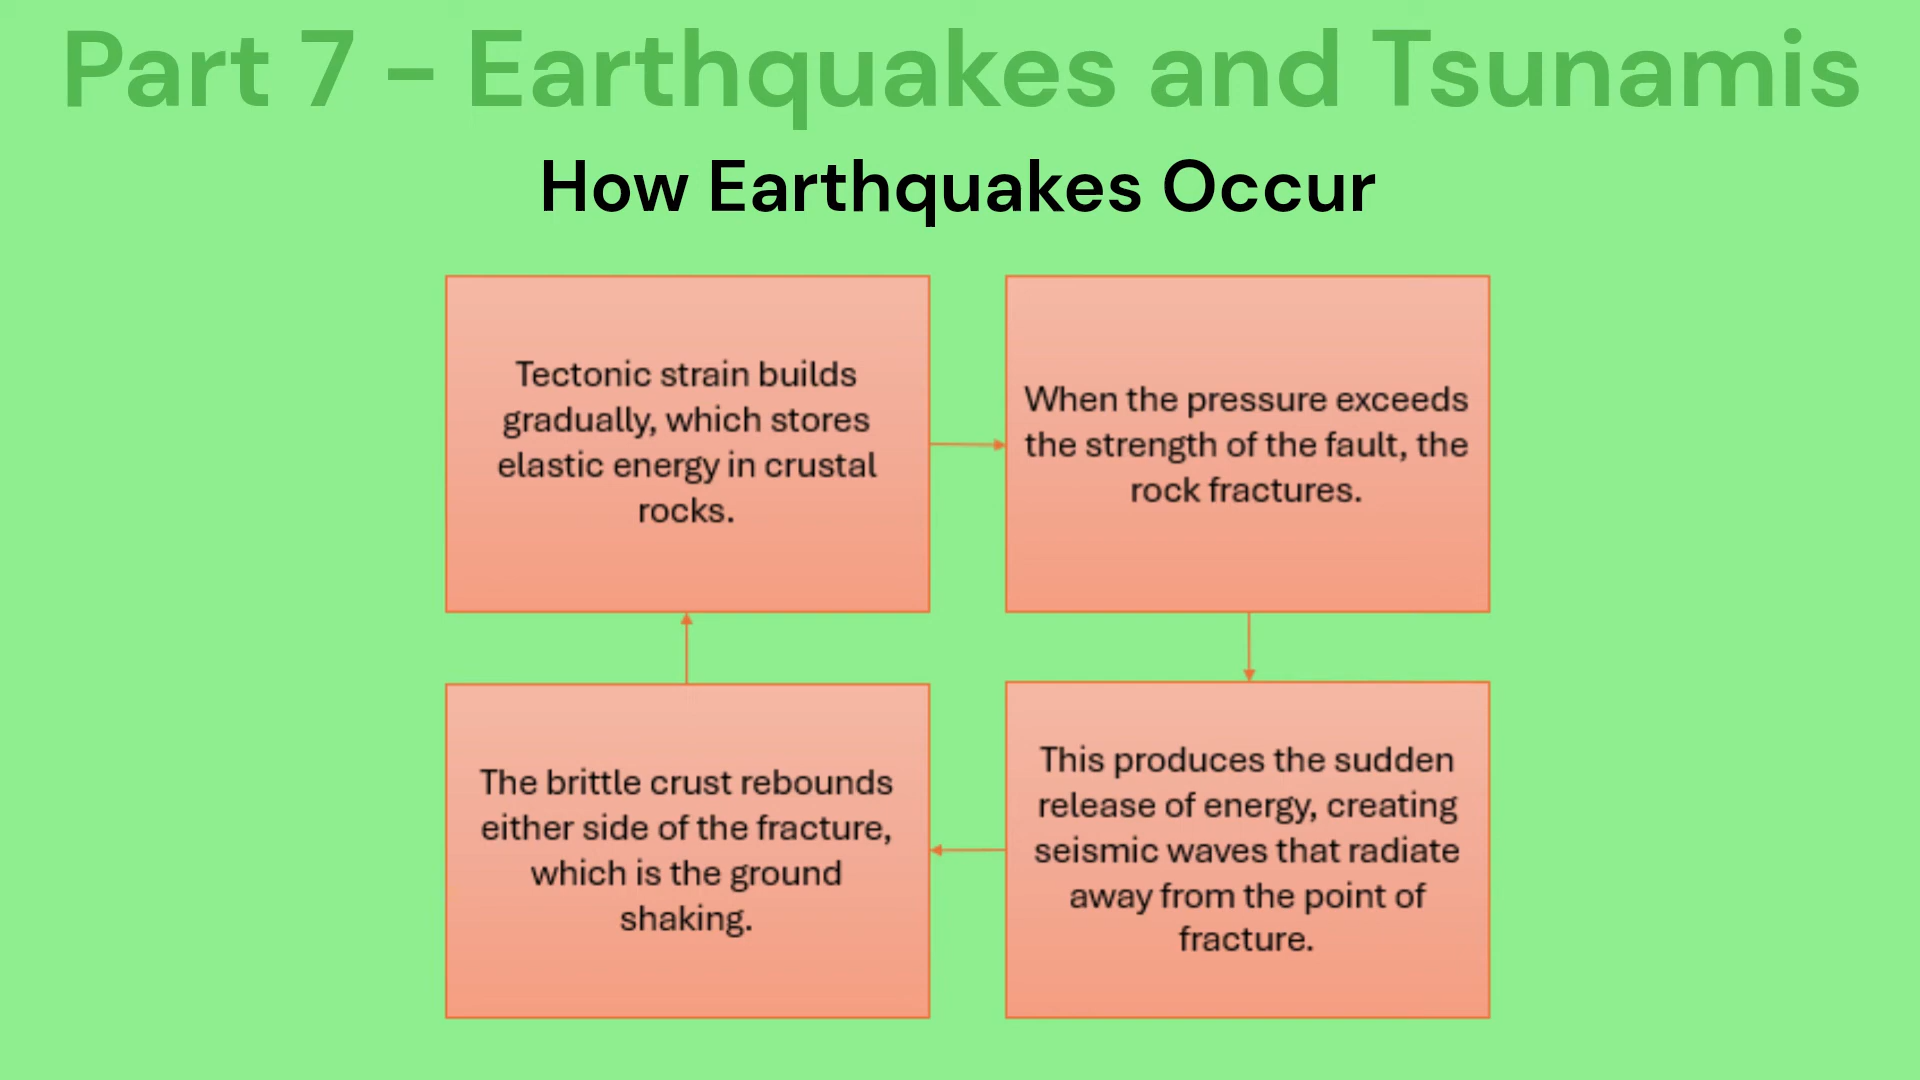 Part 7 - Earthquakes and Tsunamis
How Earthquakes Occur
Tectonic strain builds
gradually, which stores
elastic energy in crustal
rocks.
When the pressure exceeds
the strength of the fault, the
rock fractures.
The brittle crust rebounds
either side of the fracture,
which is the ground
shaking.
This produces the sudden
release of energy, creating
seismic waves that radiate
away from the point of
fracture.